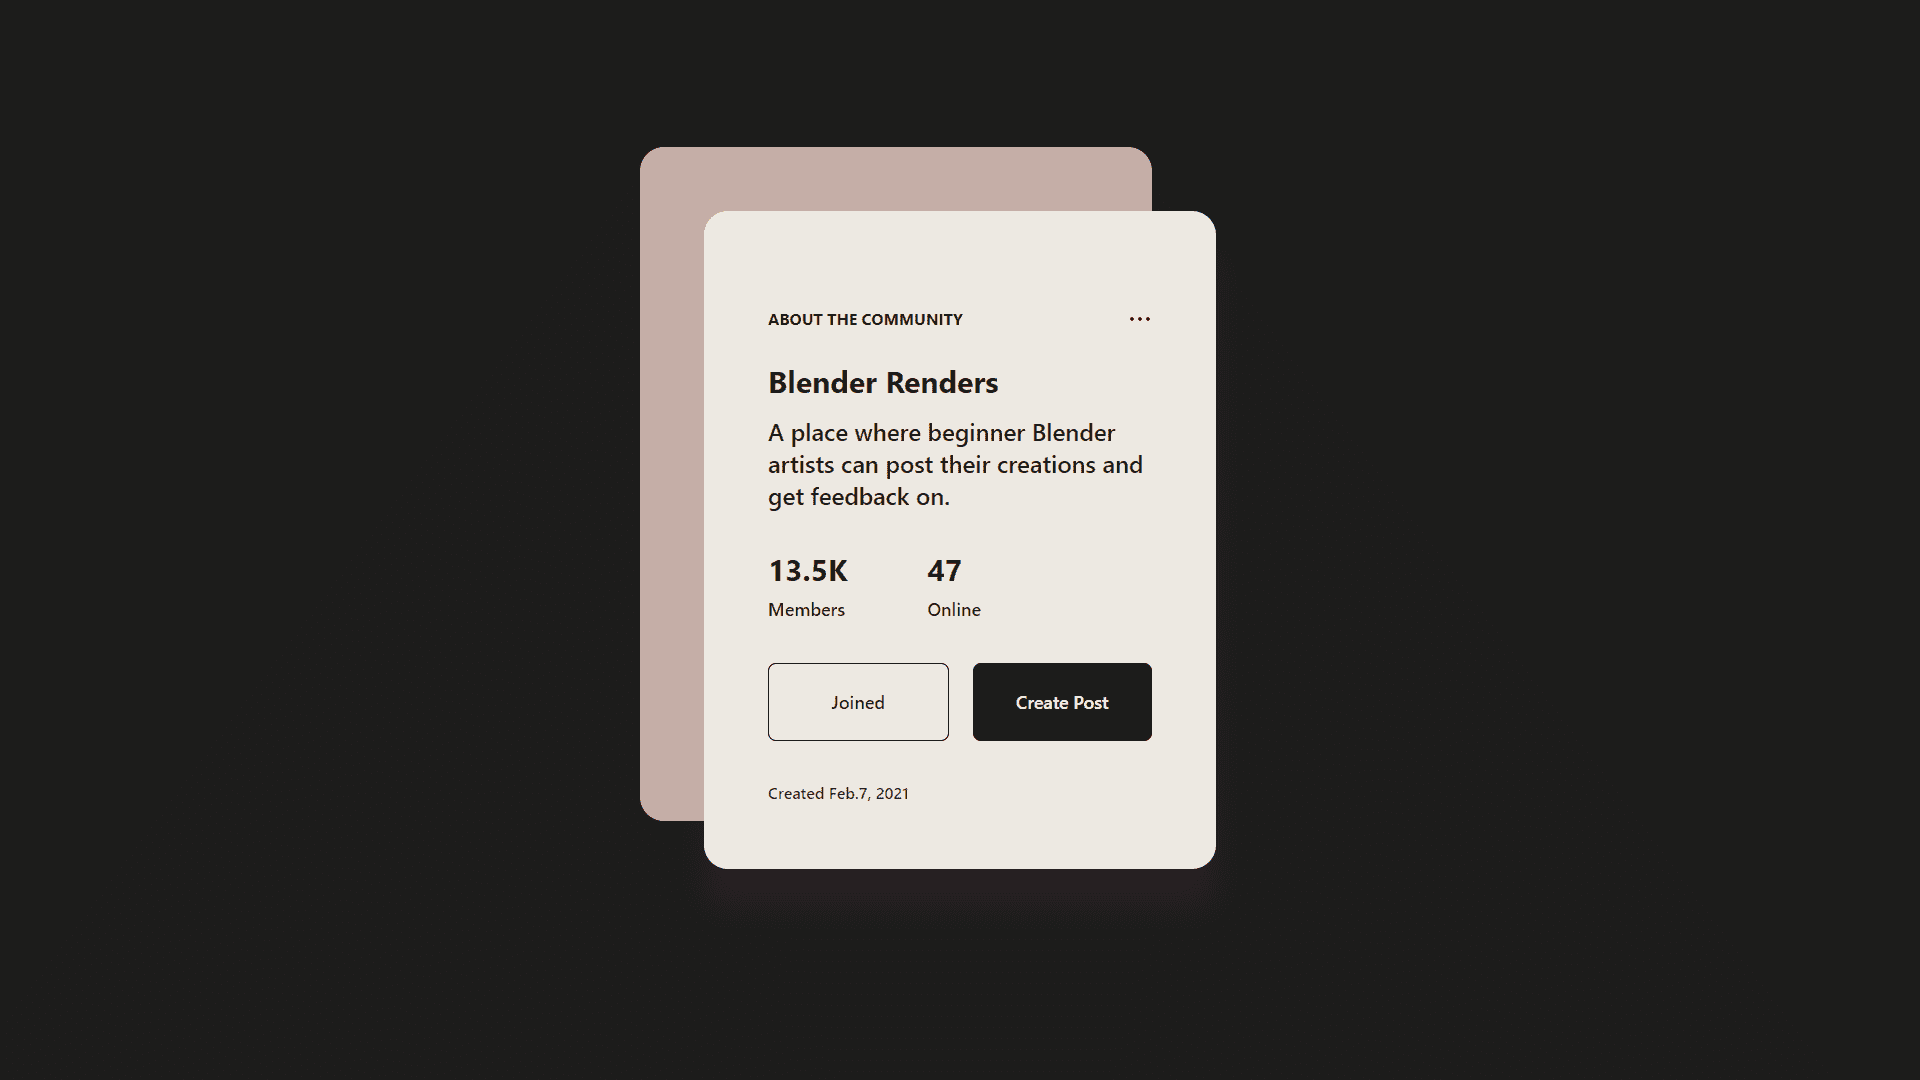 ABOUT THE COMMUNITY
Blender Renders
A place where beginner Blender
artists can post their creations and
get feedback on.
13.5K 47
Members Online
Joined Create Post
Created Feb.7, 2021